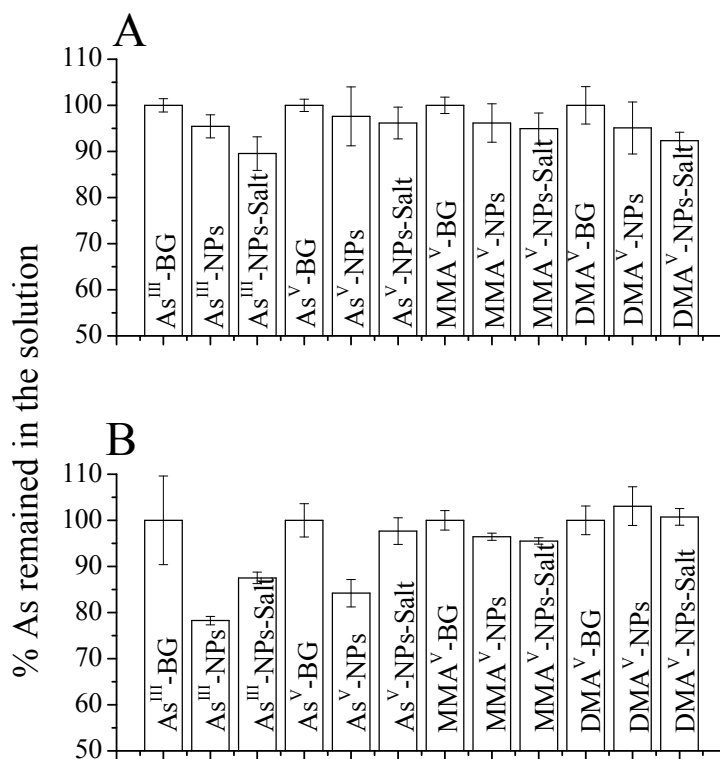 A
110
100
90
80
70
60
50
As^III-BG
As^III-NPs
As^III-NPs-Salt
As^V-BG
As^V-NPs
As^V-NPs-Salt
MMA^V-BG
MMA^V-NPs
MMA^V-NPs-Salt
DMA^V-BG
DMA^V-NPs
DMA^V-NPs-Salt
% As remained in the solution
B
110
100
90
80
70
60
50
As^III-BG
As^III-NPs
As^III-NPs-Salt
As^V-BG
As^V-NPs
As^V-NPs-Salt
MMA^V-BG
MMA^V-NPs
MMA^V-NPs-Salt
DMA^V-BG
DMA^V-NPs
DMA^V-NPs-Salt